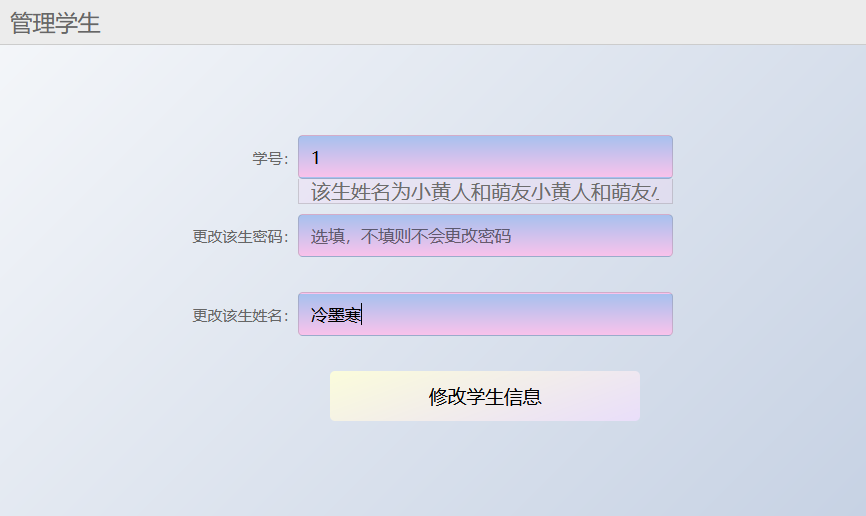 管理学生
学号：
1
该生姓名为小黄人和萌友小黄人和萌友
更改该生密码：
选填，不填则不会更改密码
更改该生姓名：
冷墨寒
修改学生信息